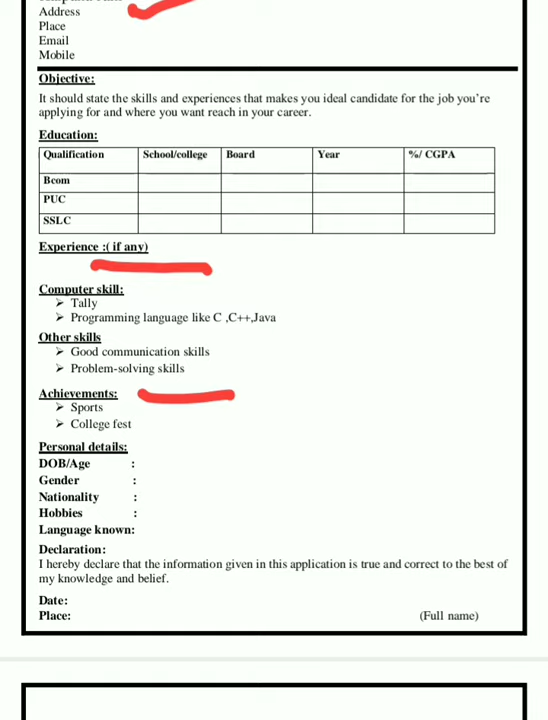 Address
Place
Email
Mobile
Objective:
It should state the skills and experiences that makes you ideal candidate for the job you're
applying for and where you want reach in your career.
Education:
Qualification School/college Board Year %/ CGPA
Bcom
PUC
SSLC
Experience :( if any)
Computer skill:
➢ Tally
➢ Programming language like C ,C++,Java
Other skills
➢ Good communication skills
➢ Problem-solving skills
Achievements:
➢ Sports
➢ College fest
Personal details:
DOB/Age :
Gender :
Nationality :
Hobbies :
Language known:
Declaration:
I hereby declare that the information given in this application is true and correct to the best of
my knowledge and belief.
Date:
Place: (Full name)